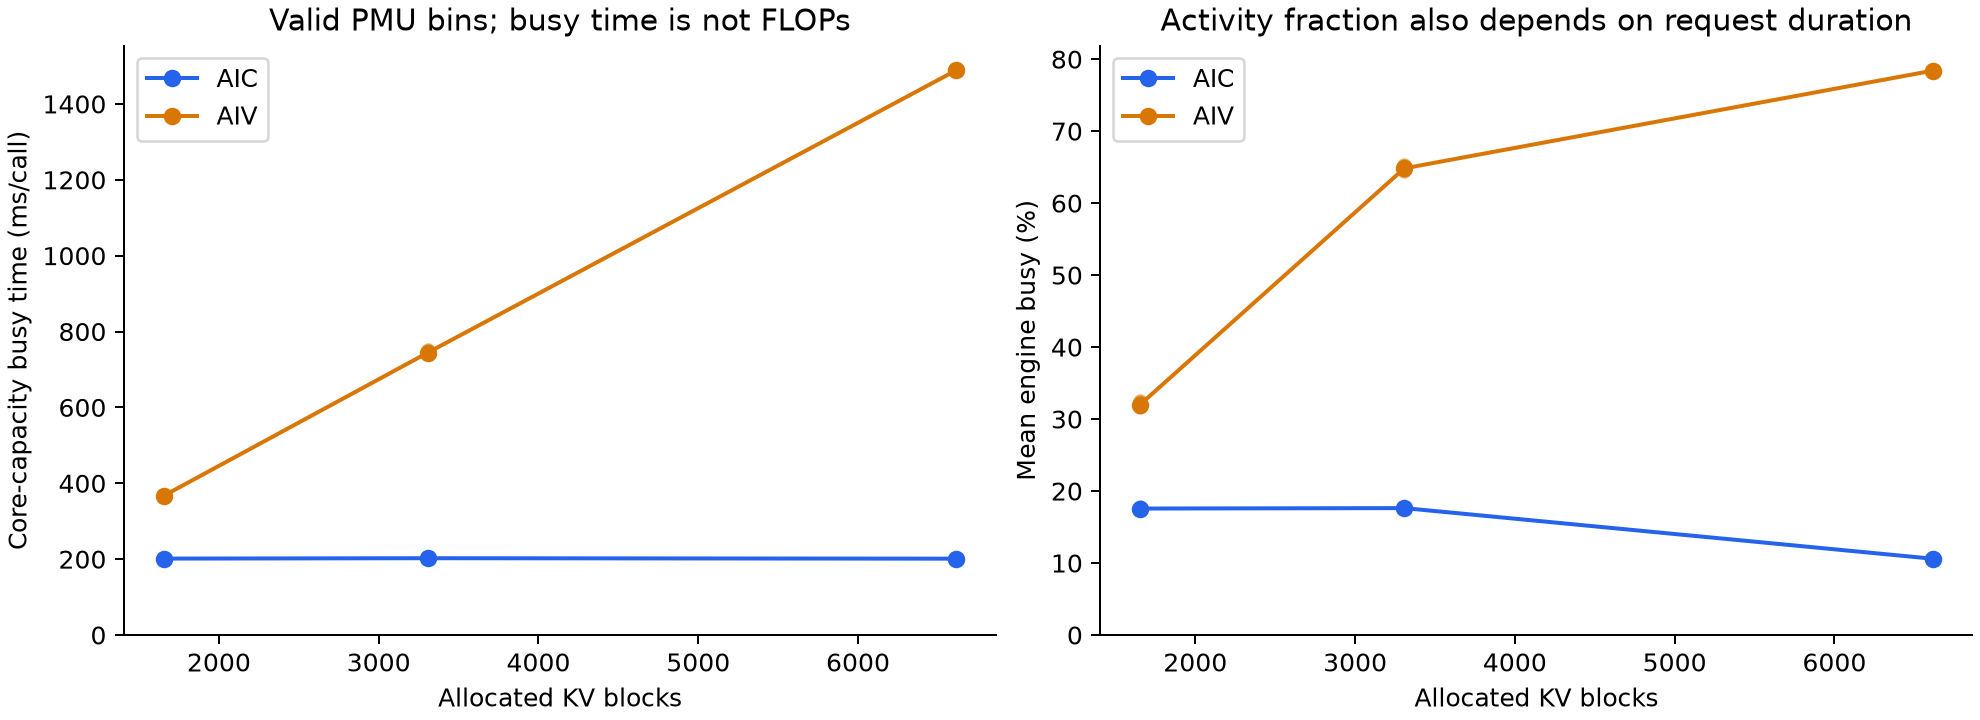 Valid PMU bins; busy time is not FLOPs
AIC
AIV
Core-capacity busy time (ms/call)
1400
1200
1000
800
600
400
200
0
2000
3000
4000
5000
6000
Allocated KV blocks
Activity fraction also depends on request duration
AIC
AIV
Mean engine busy (%)
80
70
60
50
40
30
20
10
0
2000
3000
4000
5000
6000
Allocated KV blocks